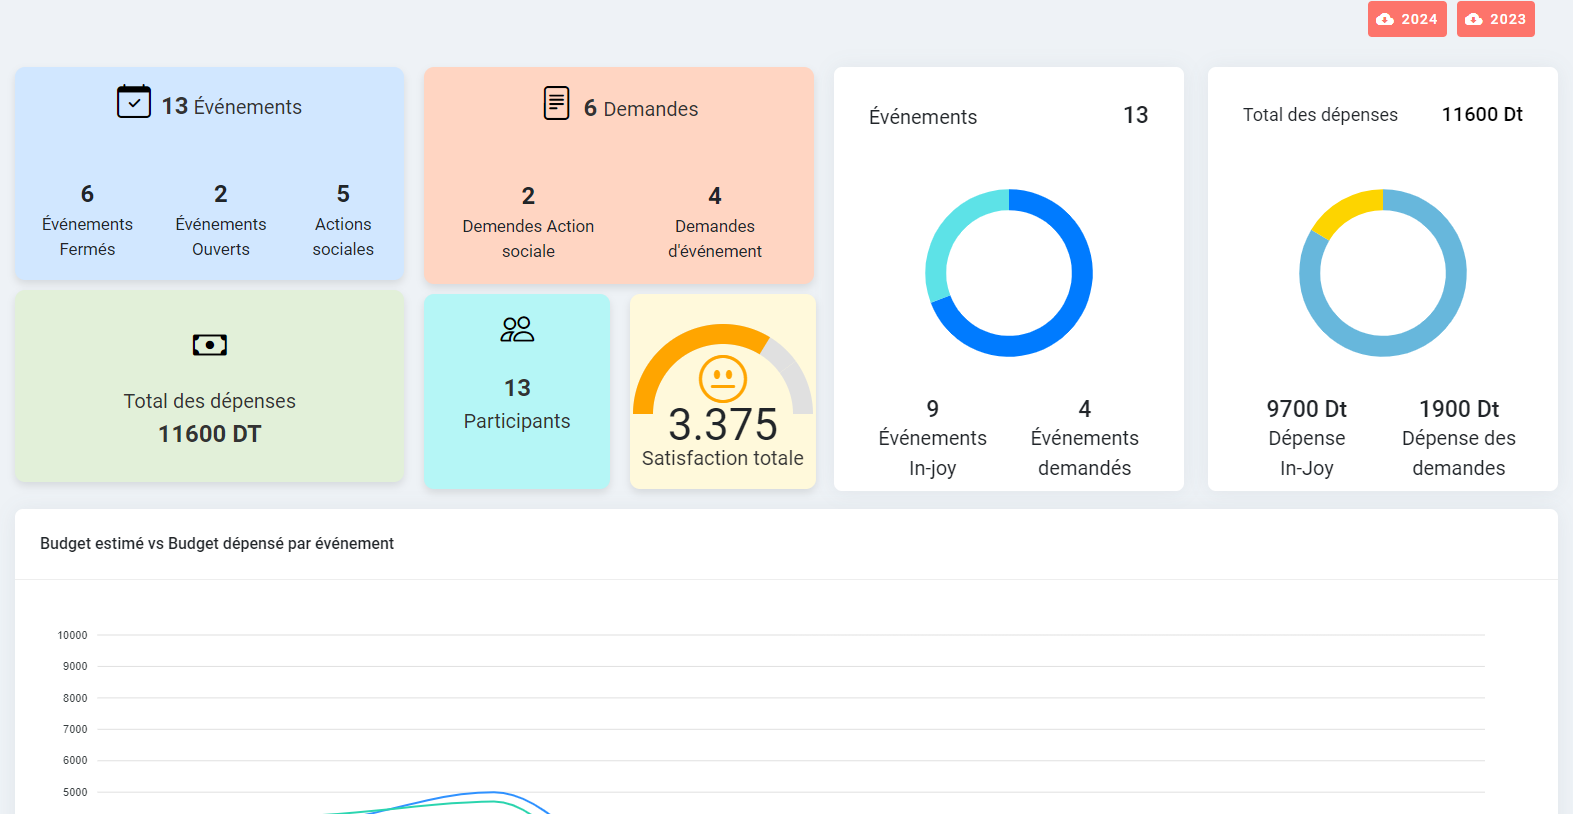 2024
2023
13 Événements
6
Événements
Fermés
2
Événements
Ouverts
5
Actions
sociales
6 Demandes
2
Demendes Action
sociale
4
Demandes
d'événement
Total des dépenses
11600 DT
13
Participants
3.375
Satisfaction totale
Événements 13
9
Événements
In-joy
4
Événements
demandés
Total des dépenses 11600 Dt
9700 Dt
Dépense
In-Joy
1900 Dt
Dépense des
demandes
Budget estimé vs Budget dépensé par événement
10000
9000
8000
7000
6000
5000